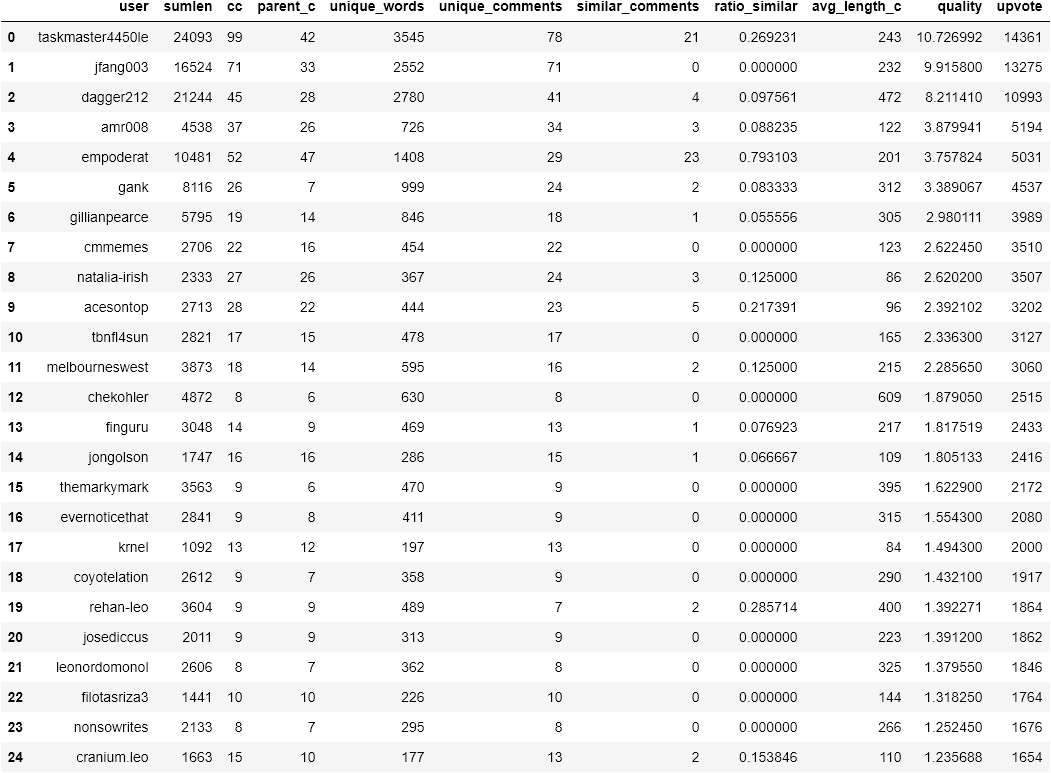 user sumlen cc parent_c unique_words unique_comments similar_comments ratio_similar avg_length_c quality upvote
0 taskmaster4450le 24093 99 42 3545 78 21 0.269231 243 10.726992 14361
1 jfang003 16524 71 33 2552 71 0 0.000000 232 9.915800 13275
2 dagger212 21244 45 28 2780 41 4 0.097561 472 8.211410 10993
3 amr008 4538 37 26 726 34 3 0.088235 122 3.879941 5194
4 empoderat 10481 52 47 1408 29 23 0.793103 201 3.757824 5031
5 gank 8116 26 7 999 24 2 0.083333 312 3.389067 4537
6 gillianpearce 5795 19 14 846 18 1 0.055556 305 2.980111 3989
7 cmmemes 2706 22 16 454 22 0 0.000000 123 2.622450 3510
8 natalia-irish 2333 27 26 367 24 3 0.125000 86 2.620200 3507
9 acesontop 2713 28 22 444 23 5 0.217391 96 2.392102 3202
10 tbnfl4sun 2821 17 15 478 17 0 0.000000 165 2.336300 3127
11 melbourneswest 3873 18 14 595 16 2 0.125000 215 2.285650 3060
12 chekohler 4872 8 6 630 8 0 0.000000 609 1.879050 2515
13 finguru 3048 14 9 469 13 1 0.076923 217 1.817519 2433
14 jongolson 1747 16 16 286 15 1 0.066667 109 1.805133 2416
15 themarkymark 3563 9 6 470 9 0 0.000000 395 1.622900 2172
16 evernoticethat 2841 9 8 411 9 0 0.000000 315 1.554300 2080
17 krnel 1092 13 12 197 13 0 0.000000 84 1.494300 2000
18 coyotelation 2612 9 7 358 9 0 0.000000 290 1.432100 1917
19 rehan-leo 3604 9 9 489 7 2 0.285714 400 1.392271 1864
20 josediccus 2011 9 9 313 9 0 0.000000 223 1.391200 1862
21 leonordomonol 2606 8 7 362 8 0 0.000000 325 1.379550 1846
22 filotasriza3 1441 10 10 226 10 0 0.000000 144 1.318250 1764
23 nonsowrites 2133 8 7 295 8 0 0.000000 266 1.252450 1676
24 cranium.leo 1663 15 10 177 13 2 0.153846 110 1.235688 1654